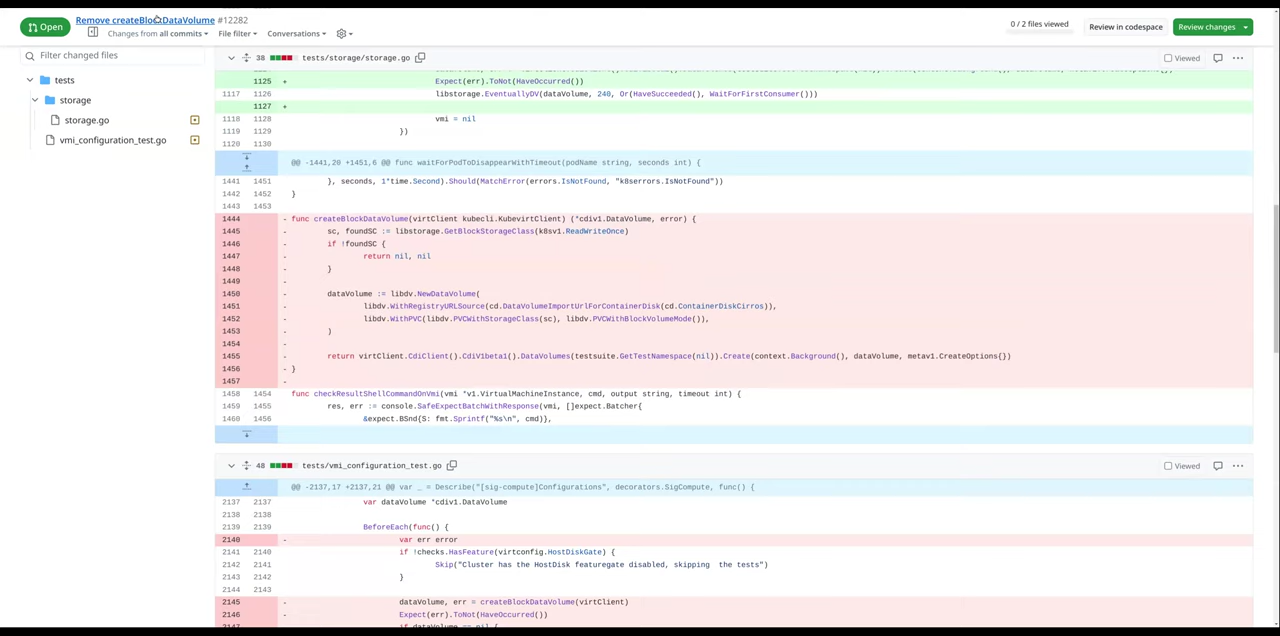 Open
Remove createBlockDataVolume #12282
Changes from all commits File filter Conversations
0 / 2 files viewed
Review in codespace
Review changes
Filter changed files
tests
storage
storage.go
vmi_configuration_test.go
38 tests/storage/storage.go
Viewed
1125 + Expect(err).ToNot(HaveOccurred())
1117 1126 libstorage.EventuallyDV(dataVolume, 240, Or(HaveSucceeded(), WaitForFirstConsumer()))
1127 +
1118 1128 vmi = nil
1119 1129 })
1120 1130
@@ -1441,20 +1451,6 @@ func waitForPodToDisappearWithTimeout(podName string, seconds int) {
1441 1451 }, seconds, 1*time.Second).Should(MatchError(errors.IsNotFound, "k8serrors.IsNotFound"))
1442 1452 }
1443 1453
1444 - func createBlockDataVolume(virtClient kubecli.KubevirtClient) (*cdiv1.DataVolume, error) {
1445 - sc, foundSC := libstorage.GetBlockStorageClass(k8sv1.ReadWriteOnce)
1446 - if !foundSC {
1447 - return nil, nil
1448 - }
1449 -
1450 - dataVolume := libdv.NewDataVolume(
1451 - libdv.WithRegistryURLSource(cd.DataVolumeImportUrlForContainerDisk(cd.ContainerDiskCirros)),
1452 - libdv.WithPVC(libdv.PVCWithStorageClass(sc), libdv.PVCWithBlockVolumeMode()),
1453 - )
1454 -
1455 - return virtClient.CdiClient().CdiV1beta1().DataVolumes(testsuite.GetTestNamespace(nil)).Create(context.Background(), dataVolume, metav1.CreateOptions{})
1456 - }
1457 -
1458 1454 func checkResultShellCommandOnVmi(vmi *v1.VirtualMachineInstance, cmd, output string, timeout int) {
1459 1455 res, err := console.SafeExpectBatchWithResponse(vmi, []expect.Batcher{
1460 1456 &expect.BSnd{S: fmt.Sprintf("%s\n", cmd)},
48 tests/vmi_configuration_test.go
Viewed
@@ -2137,17 +2137,21 @@ var _ = Describe("[sig-compute]Configurations", decorators.SigCompute, func() {
2137 2137 var dataVolume *cdiv1.DataVolume
2138 2138
2139 2139 BeforeEach(func() {
2140 - var err error
2141 2140 if !checks.HasFeature(virtconfig.HostDiskGate) {
2142 2141 Skip("Cluster has the HostDisk featuregate disabled, skipping the tests")
2143 2142 }
2144 2143
2145 - dataVolume, err = createBlockDataVolume(virtClient)
2146 - Expect(err).ToNot(HaveOccurred())
2147 - if dataVolume == nil {